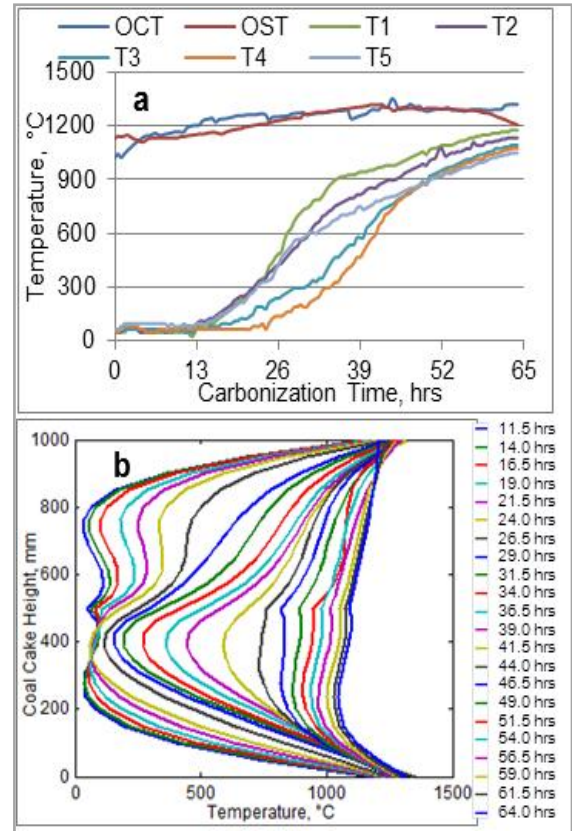 OCT OST T1 T2
T3 T4 T5
a
1500
1200
900
600
300
0
Temperature, °C
0 13 26 39 52 65
Carbonization Time, hrs
b
1000
800
600
400
200
0
Coal Cake Height, mm
0 500 1000 1500
Temperature, °C
11.5 hrs
14.0 hrs
16.5 hrs
19.0 hrs
21.5 hrs
24.0 hrs
26.5 hrs
29.0 hrs
31.5 hrs
34.0 hrs
36.5 hrs
39.0 hrs
41.5 hrs
44.0 hrs
46.5 hrs
49.0 hrs
51.5 hrs
54.0 hrs
56.5 hrs
59.0 hrs
61.5 hrs
64.0 hrs